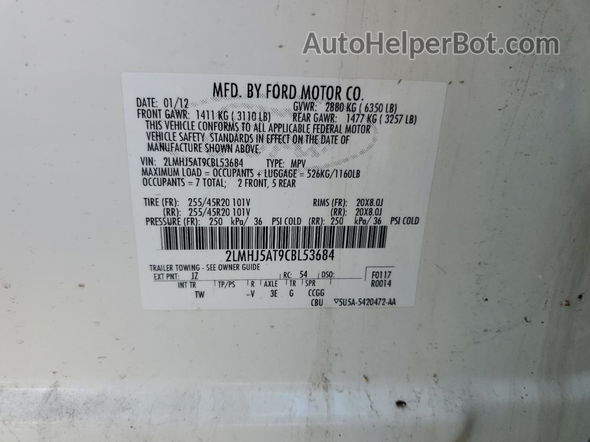 AutoHelperBot.com
MFD. BY FORD MOTOR CO.
DATE: 01/12 GVWR: 2880 KG ( 6350 LB)
FRONT GAWR: 1411 KG ( 3110 LB) REAR GAWR: 1477 KG ( 3257 LB)
THIS VEHICLE CONFORMS TO ALL APPLICABLE FEDERAL MOTOR
VEHICLE SAFETY STANDARDS IN EFFECT ON THE DATE OF
MANUFACTURE SHOWN ABOVE.
VIN: 2LMHJ5AT9CBL53684 TYPE: MPV
MAXIMUM LOAD = OCCUPANTS + LUGGAGE = 526KG/1160LB
OCCUPANTS = 7 TOTAL; 2 FRONT, 5 REAR
TIRE (FR): 255/45R20 101V RIMS (FR): 20X8.0J
(RR): 255/45R20 101V (RR): 20X8.0J
PRESSURE (FR): 250 kPa/ 36 PSI COLD (RR): 250 kPa/ 36 PSI COLD
2LMHJ5AT9CBL53684
TRAILER TOWING - SEE OWNER GUIDE
EXT PNT: JZ RC: 54 DSO: F0117
INT TR TP/PS R AXLE TR SPR R0014
TW -V 3E G CCGG
CBU ▽5U5A-5420472-AA